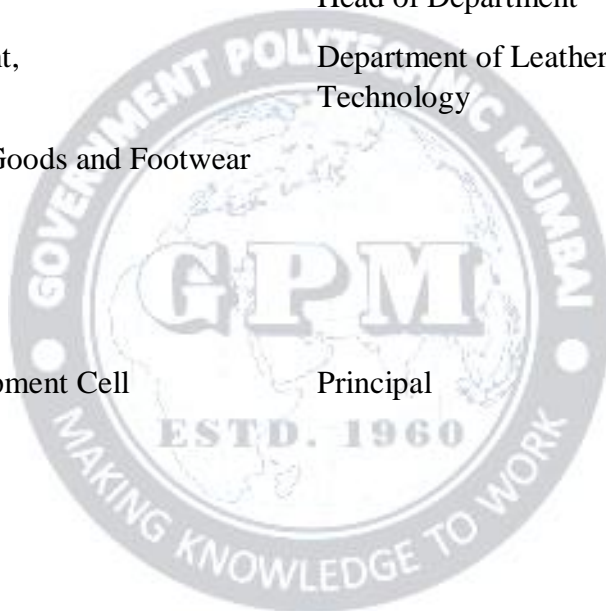 Head of Department
t,
Department of Leather
Technology
Goods and Footwear
pment Cell
Principal
GOVERNMENT POLYTECHNIC MUMBAI
GPM
ESTD. 1960
MAKING KNOWLEDGE TO WORK